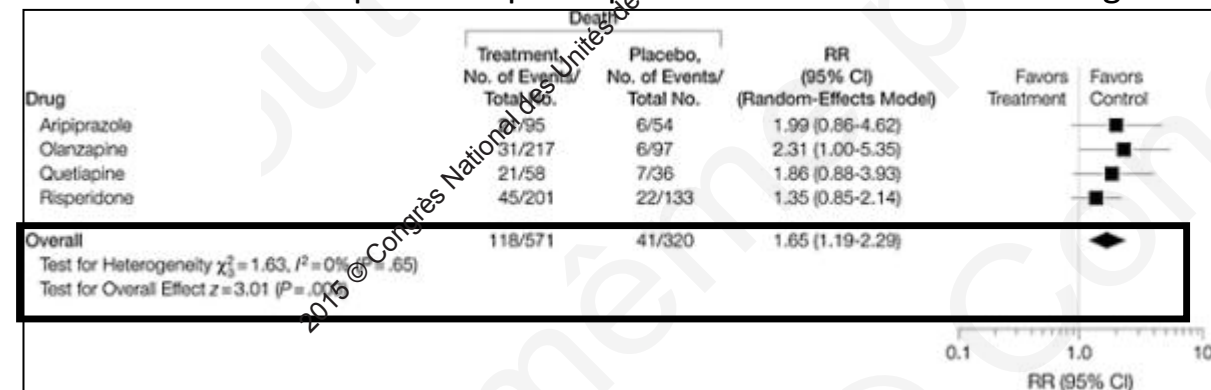 Death
Treatment, No. of Events/ Total No.
Placebo, No. of Events/ Total No.
RR (95% CI) (Random-Effects Model)
Favors Treatment
Favors Control
Drug
Aripiprazole /95 6/54 1.99 (0.86-4.62)
Olanzapine 31/217 6/97 2.31 (1.00-5.35)
Quetiapine 21/58 7/36 1.86 (0.88-3.93)
Risperidone 45/201 22/133 1.35 (0.85-2.14)
Overall 118/571 41/320 1.65 (1.19-2.29)
Test for Heterogeneity χ²₃ = 1.63, I² = 0% (P = .65)
Test for Overall Effect z = 3.01 (P =
0.1 1.0 10
RR (95% CI)
2015 © Congrès National des Unités de